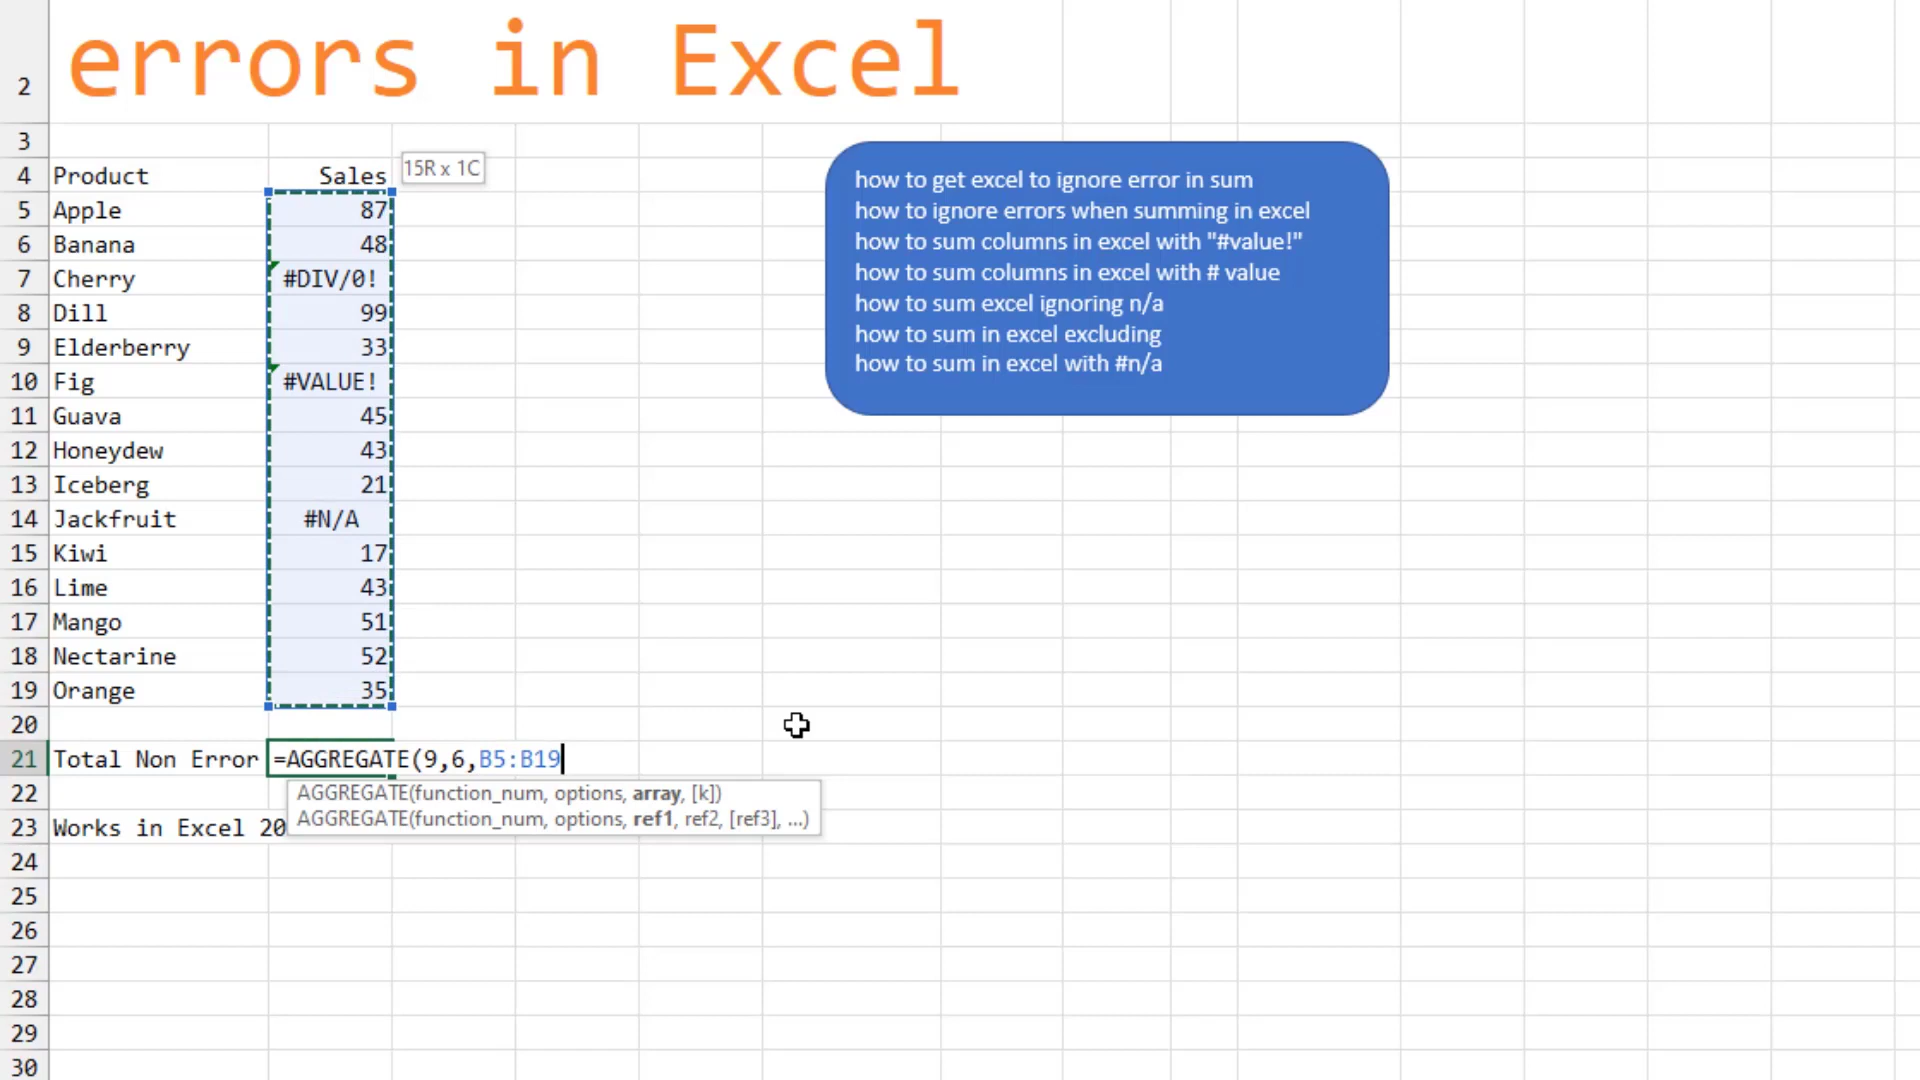 errors in Excel
2
3
4 Product Sales 15R x 1C
5 Apple 87
6 Banana 48
7 Cherry #DIV/0!
8 Dill 99
9 Elderberry 33
10 Fig #VALUE!
11 Guava 45
12 Honeydew 43
13 Iceberg 21
14 Jackfruit #N/A
15 Kiwi 17
16 Lime 43
17 Mango 51
18 Nectarine 52
19 Orange 35
20
21 Total Non Error =AGGREGATE(9,6,B5:B19
22 AGGREGATE(function_num, options, array, [k])
AGGREGATE(function_num, options, ref1, ref2, [ref3], ...)
23 Works in Excel 20
24
25
26
27
28
29
30
how to get excel to ignore error in sum
how to ignore errors when summing in excel
how to sum columns in excel with "#value!"
how to sum columns in excel with # value
how to sum excel ignoring n/a
how to sum in excel excluding
how to sum in excel with #n/a